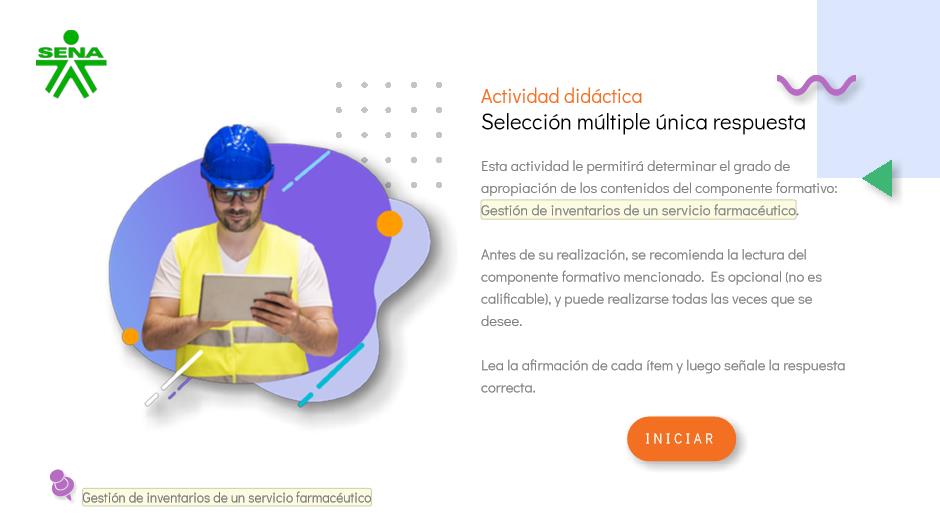 SENA
Actividad didáctica
Selección múltiple única respuesta
Esta actividad le permitirá determinar el grado de
apropiación de los contenidos del componente formativo:
Gestión de inventarios de un servicio farmacéutico.
Antes de su realización, se recomienda la lectura del
componente formativo mencionado. Es opcional (no es
calificable), y puede realizarse todas las veces que se
desee.
Lea la afirmación de cada ítem y luego señale la respuesta
correcta.
INICIAR
Gestión de inventarios de un servicio farmacéutico